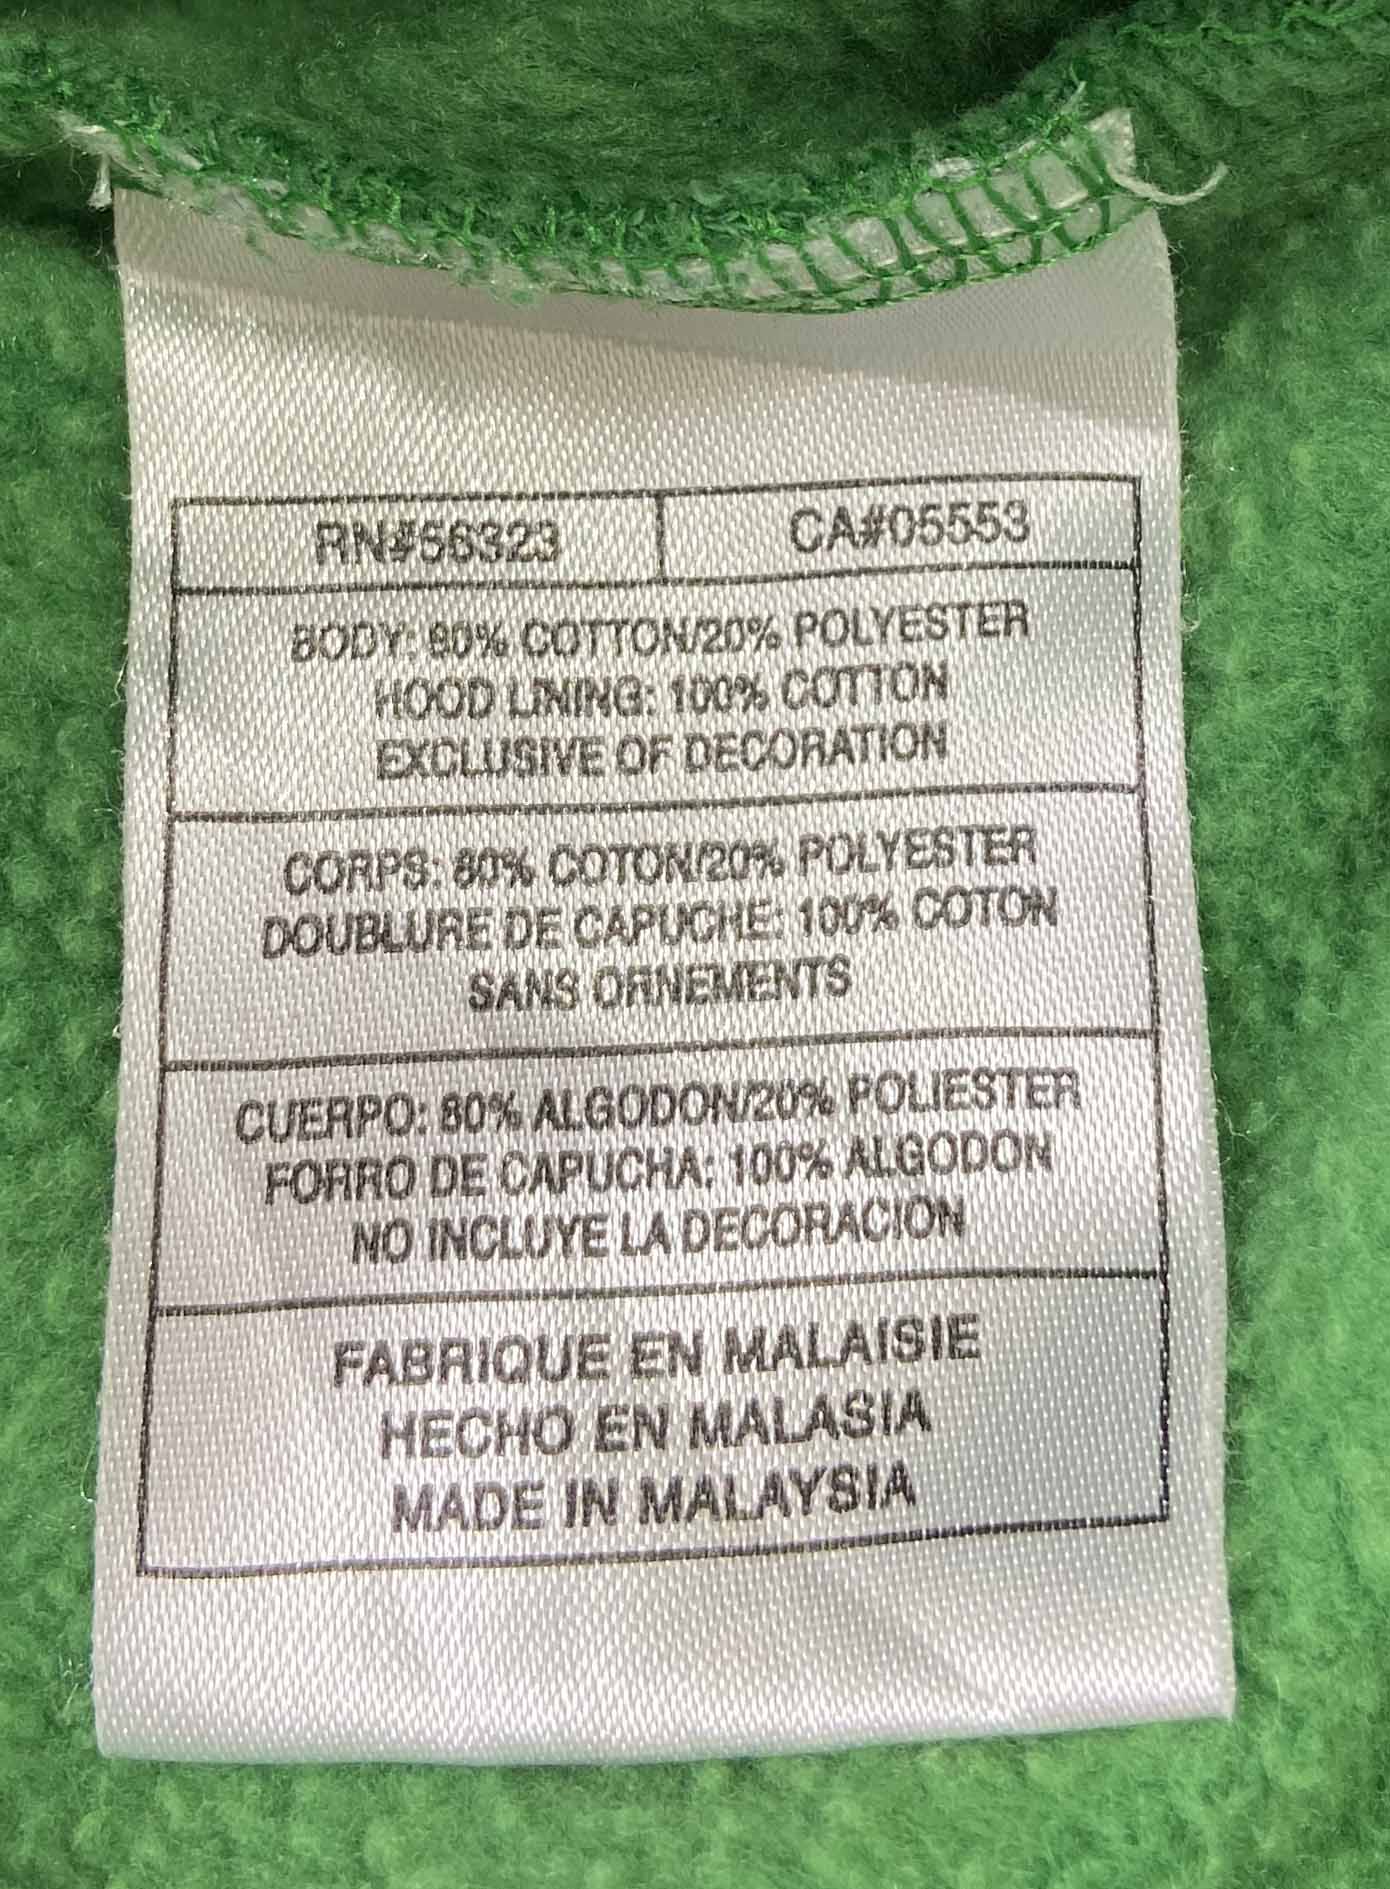 RN#56323 CA#05553
BODY: 80% COTTON/20% POLYESTER
HOOD LINING: 100% COTTON
EXCLUSIVE OF DECORATION
CORPS: 80% COTON/20% POLYESTER
DOUBLURE DE CAPUCHE: 100% COTON
SANS ORNEMENTS
CUERPO: 80% ALGODON/20% POLIESTER
FORRO DE CAPUCHA: 100% ALGODON
NO INCLUYE LA DECORACION
FABRIQUE EN MALAISIE
HECHO EN MALASIA
MADE IN MALAYSIA